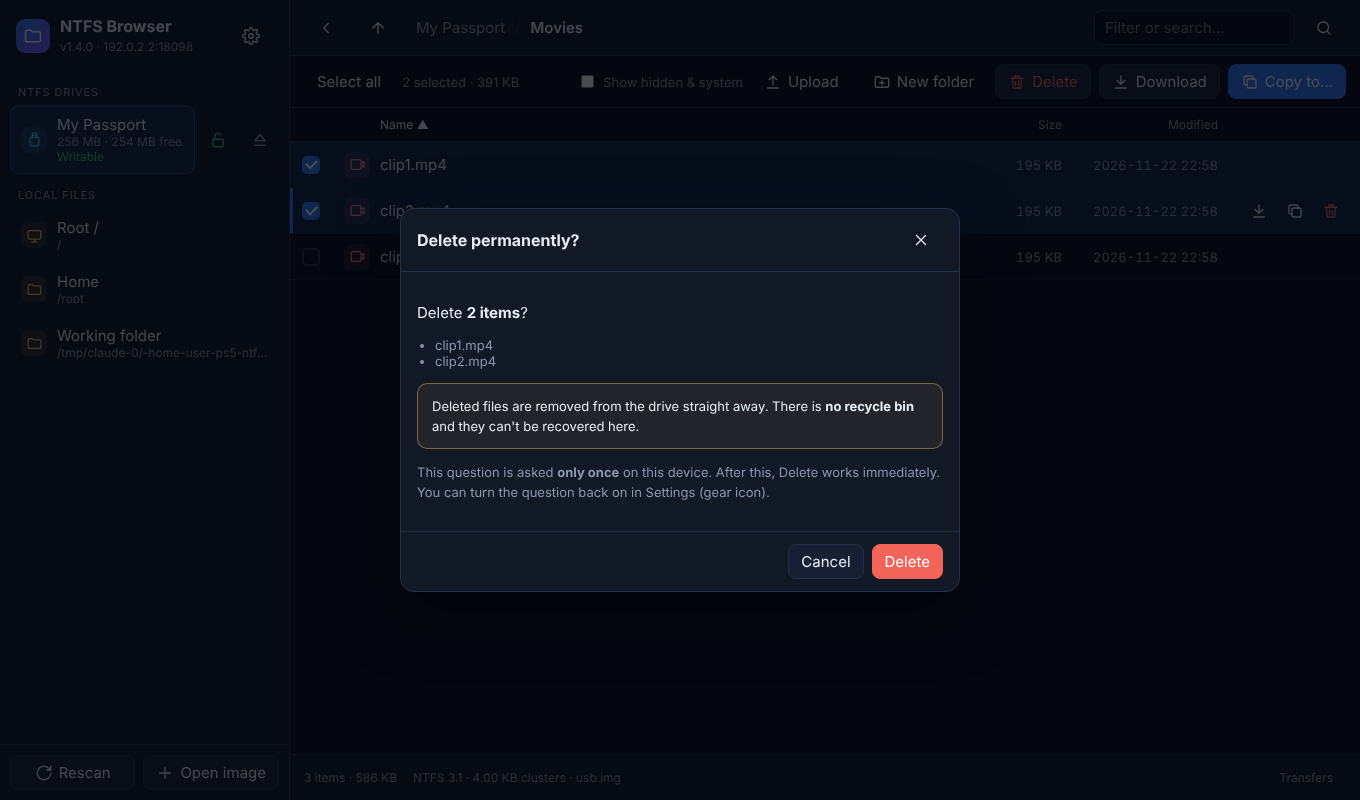 NTFS Browser
v1.4.0 · 192.0.2.2:18098
My Passport / Movies
Filter or search...
Select all
2 selected · 391 KB
Show hidden & system
Upload
New folder
Delete
Download
Copy to...
NTFS DRIVES
My Passport
256 MB · 254 MB free
Writable
LOCAL FILES
Root /
/
Home
/root
Working folder
/tmp/claude-0/-home-user-ps5-ntf...
Rescan
Open image
Name ▲
Size
Modified
clip1.mp4
195 KB
2026-11-22 22:58
195 KB
2026-11-22 22:58
195 KB
2026-11-22 22:58
Delete permanently?
Delete 2 items?
• clip1.mp4
• clip2.mp4
Deleted files are removed from the drive straight away. There is no recycle bin
and they can't be recovered here.
This question is asked only once on this device. After this, Delete works immediately.
You can turn the question back on in Settings (gear icon).
Cancel
Delete
3 items · 586 KB
NTFS 3.1 · 4.00 KB clusters · usb.img
Transfers